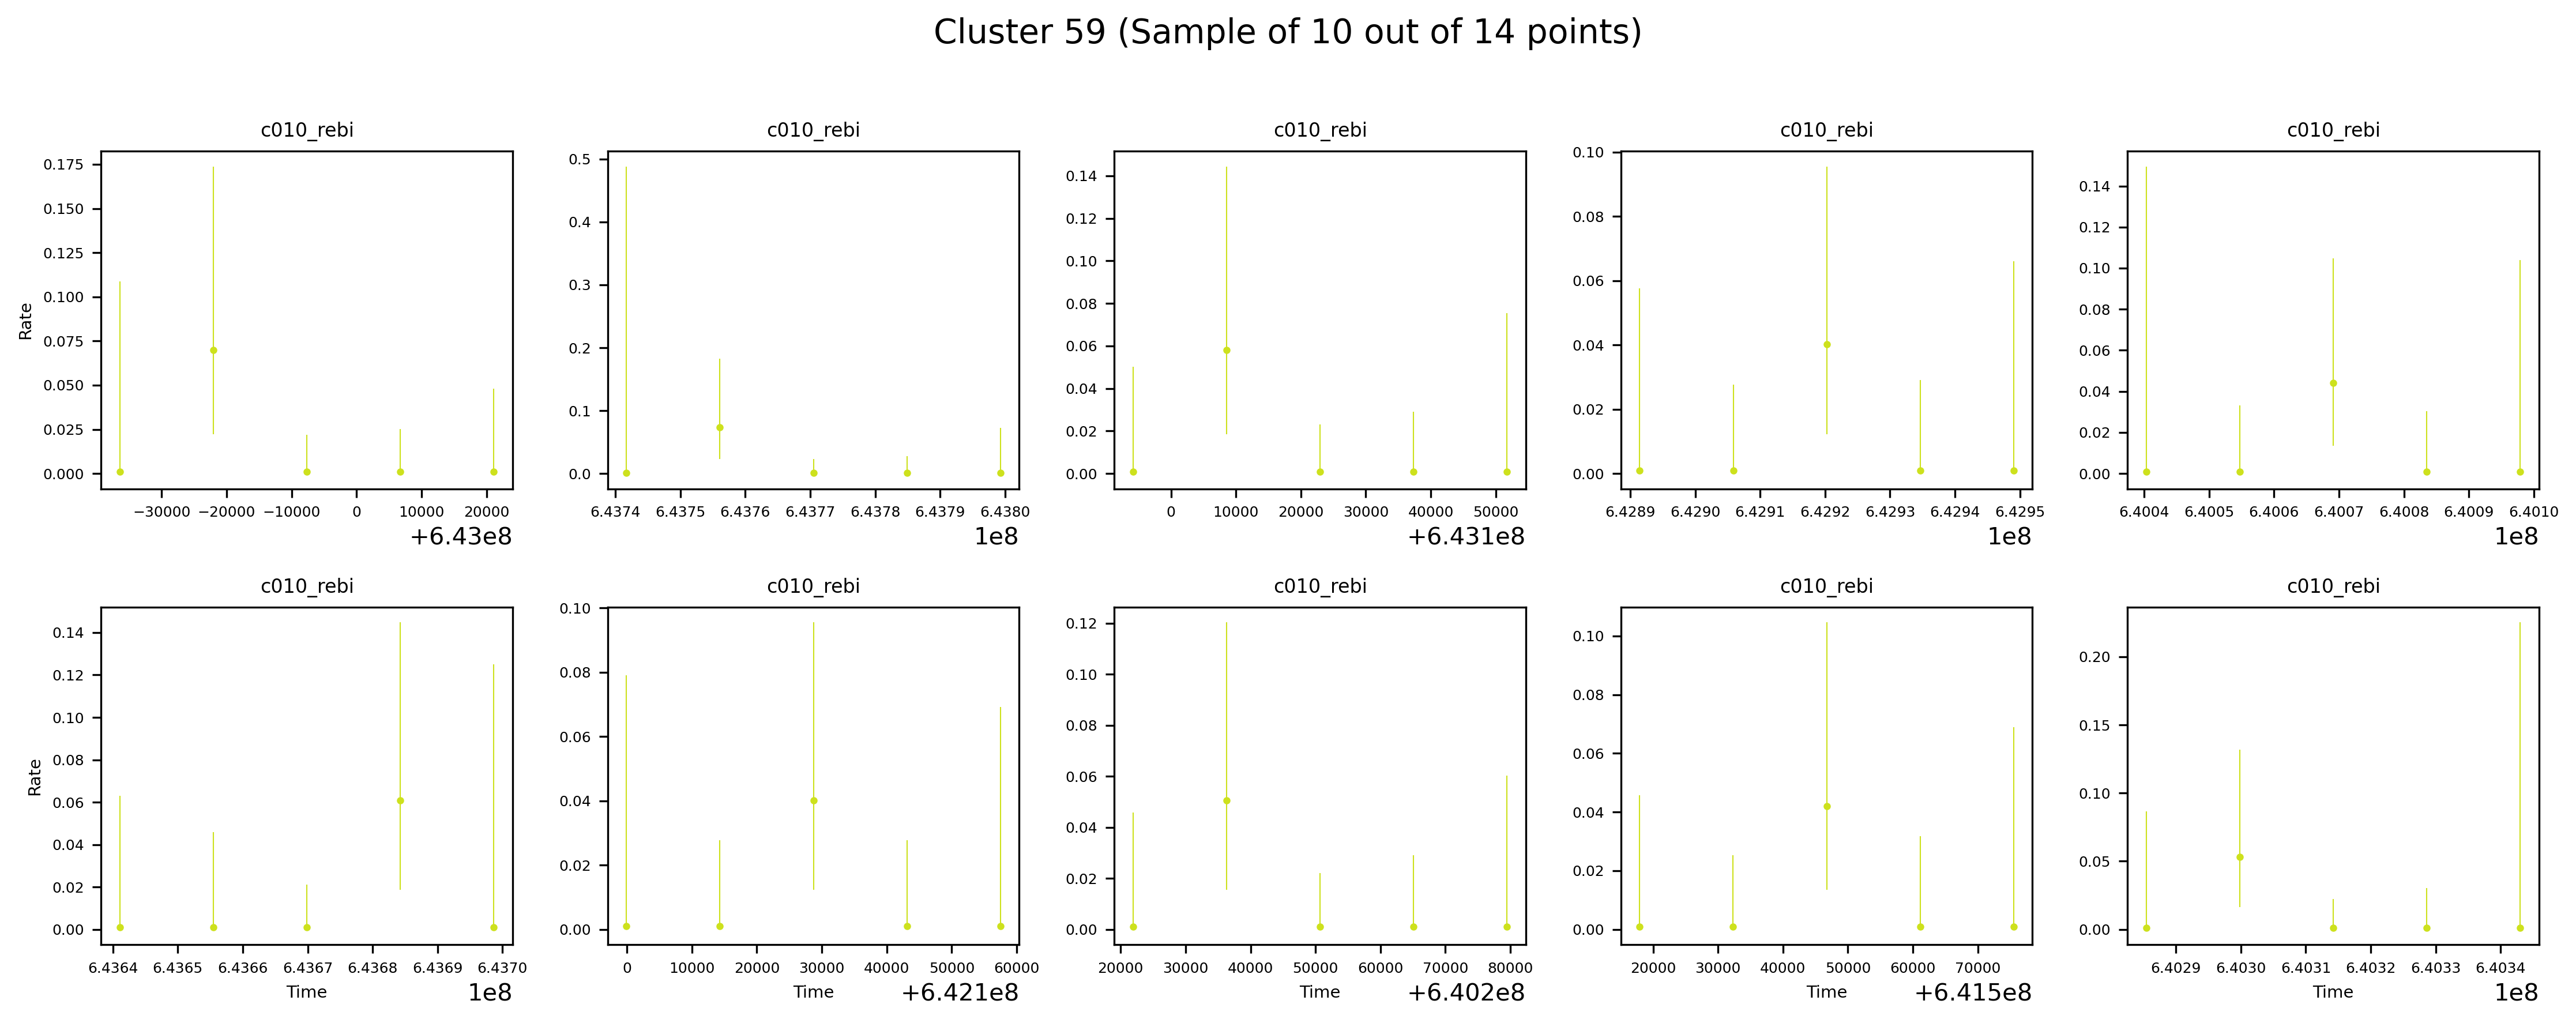 Cluster 59 (Sample of 10 out of 14 points)
c010_rebi c010_rebi c010_rebi c010_rebi c010_rebi
Rate
0.175
0.150
0.125
0.100
0.075
0.050
0.025
0.000
−30000 −20000 −10000 0 10000 20000
+6.43e8
0.5
0.4
0.3
0.2
0.1
0.0
6.4374 6.4375 6.4376 6.4377 6.4378 6.4379 6.4380
1e8
0.14
0.12
0.10
0.08
0.06
0.04
0.02
0.00
0 10000 20000 30000 40000 50000
+6.431e8
0.10
0.08
0.06
0.04
0.02
0.00
6.4289 6.4290 6.4291 6.4292 6.4293 6.4294 6.4295
1e8
0.14
0.12
0.10
0.08
0.06
0.04
0.02
0.00
6.4004 6.4005 6.4006 6.4007 6.4008 6.4009 6.4010
1e8
c010_rebi c010_rebi c010_rebi c010_rebi c010_rebi
Rate
0.14
0.12
0.10
0.08
0.06
0.04
0.02
0.00
6.4364 6.4365 6.4366 6.4367 6.4368 6.4369 6.4370
Time
1e8
0.10
0.08
0.06
0.04
0.02
0.00
0 10000 20000 30000 40000 50000 60000
Time
+6.421e8
0.12
0.10
0.08
0.06
0.04
0.02
0.00
20000 30000 40000 50000 60000 70000 80000
Time
+6.402e8
0.10
0.08
0.06
0.04
0.02
0.00
20000 30000 40000 50000 60000 70000
Time
+6.415e8
0.20
0.15
0.10
0.05
0.00
6.4029 6.4030 6.4031 6.4032 6.4033 6.4034
Time
1e8